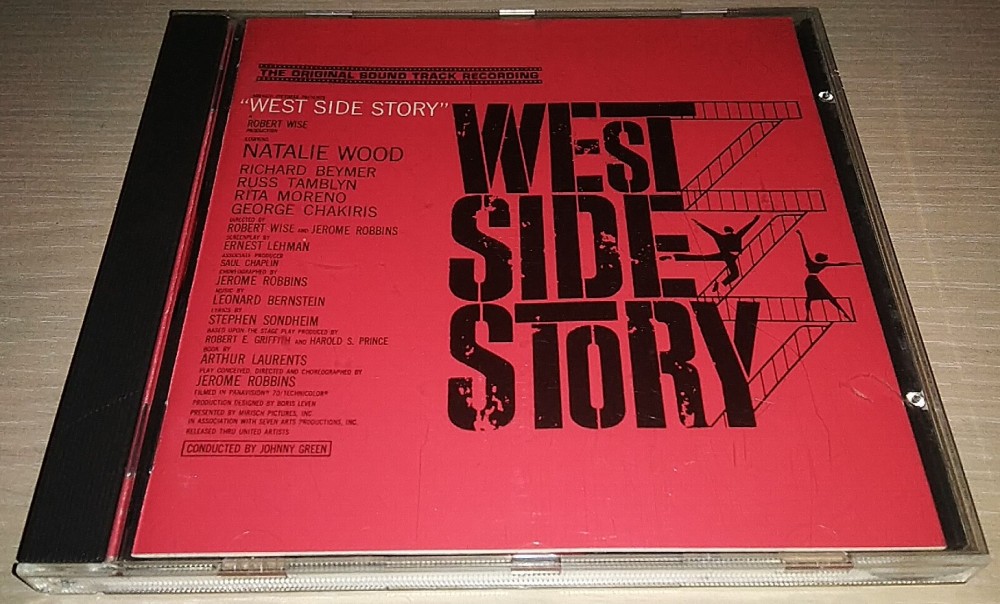 THE ORIGINAL SOUND TRACK RECORDING
MIRISCH PICTURES PRESENTS
"WEST SIDE STORY"
A
ROBERT WISE
PRODUCTION
STARRING
NATALIE WOOD
RICHARD BEYMER
RUSS TAMBLYN
RITA MORENO
GEORGE CHAKIRIS
DIRECTED BY
ROBERT WISE AND JEROME ROBBINS
SCREENPLAY BY
ERNEST LEHMAN
ASSOCIATE PRODUCER
SAUL CHAPLIN
CHOREOGRAPHED BY
JEROME ROBBINS
MUSIC BY
LEONARD BERNSTEIN
LYRICS BY
STEPHEN SONDHEIM
BASED UPON THE STAGE PLAY PRODUCED BY
ROBERT E. GRIFFITH AND HAROLD S. PRINCE
BOOK BY
ARTHUR LAURENTS
PLAY CONCEIVED, DIRECTED AND CHOREOGRAPHED BY
JEROME ROBBINS
FILMED IN PANAVISION® 70/TECHNICOLOR®
PRODUCTION DESIGNED BY BORIS LEVEN
PRESENTED BY MIRISCH PICTURES, INC.
IN ASSOCIATION WITH SEVEN ARTS PRODUCTIONS, INC.
RELEASED THRU UNITED ARTISTS
CONDUCTED BY JOHNNY GREEN
WEST
SIDE
STORY